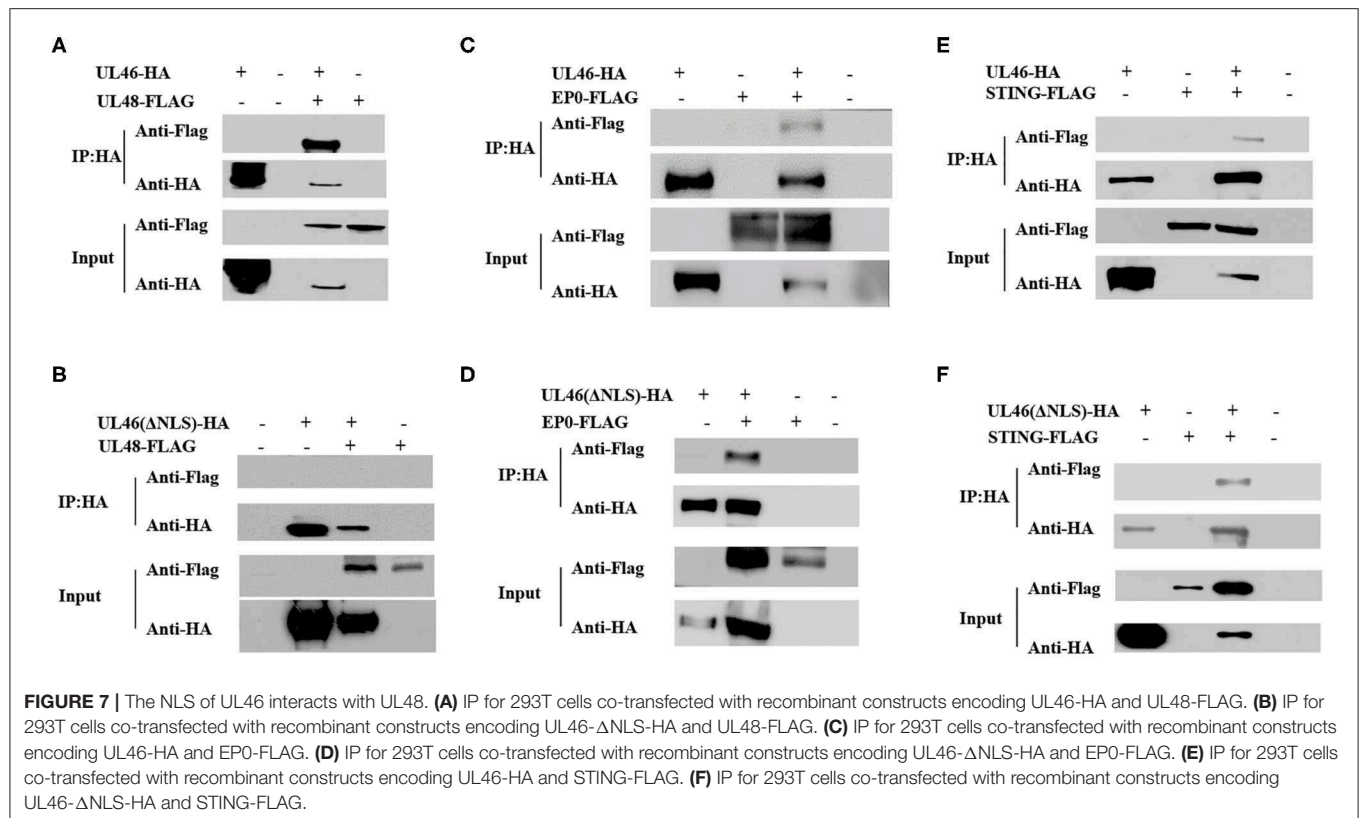 A
UL46-HA + - + -
UL48-FLAG - - + +
Anti-Flag
IP:HA
Anti-HA
Anti-Flag
Input
Anti-HA
C
UL46-HA + - + -
EP0-FLAG - + + -
Anti-Flag
IP:HA
Anti-HA
Anti-Flag
Input
Anti-HA
E
UL46-HA + - + -
STING-FLAG - + + -
Anti-Flag
IP:HA
Anti-HA
Anti-Flag
Input
Anti-HA
B
UL46(ΔNLS)-HA - + + -
UL48-FLAG - - + +
Anti-Flag
IP:HA
Anti-HA
Anti-Flag
Input
Anti-HA
D
UL46(ΔNLS)-HA + + - -
EP0-FLAG - + + -
Anti-Flag
IP:HA
Anti-HA
Anti-Flag
Input
Anti-HA
F
UL46(ΔNLS)-HA + - + -
STING-FLAG - + + -
Anti-Flag
IP:HA
Anti-HA
Anti-Flag
Input
Anti-HA
FIGURE 7 | The NLS of UL46 interacts with UL48. (A) IP for 293T cells co-transfected with recombinant constructs encoding UL46-HA and UL48-FLAG. (B) IP for
293T cells co-transfected with recombinant constructs encoding UL46-ΔNLS-HA and UL48-FLAG. (C) IP for 293T cells co-transfected with recombinant constructs
encoding UL46-HA and EP0-FLAG. (D) IP for 293T cells co-transfected with recombinant constructs encoding UL46-ΔNLS-HA and EP0-FLAG. (E) IP for 293T cells
co-transfected with recombinant constructs encoding UL46-HA and STING-FLAG. (F) IP for 293T cells co-transfected with recombinant constructs encoding
UL46-ΔNLS-HA and STING-FLAG.